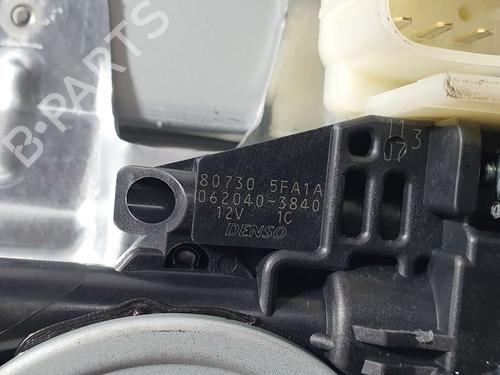 B-PARTS
113
07
80730 5FA1A
062040-3840
12V 1C
DENSO